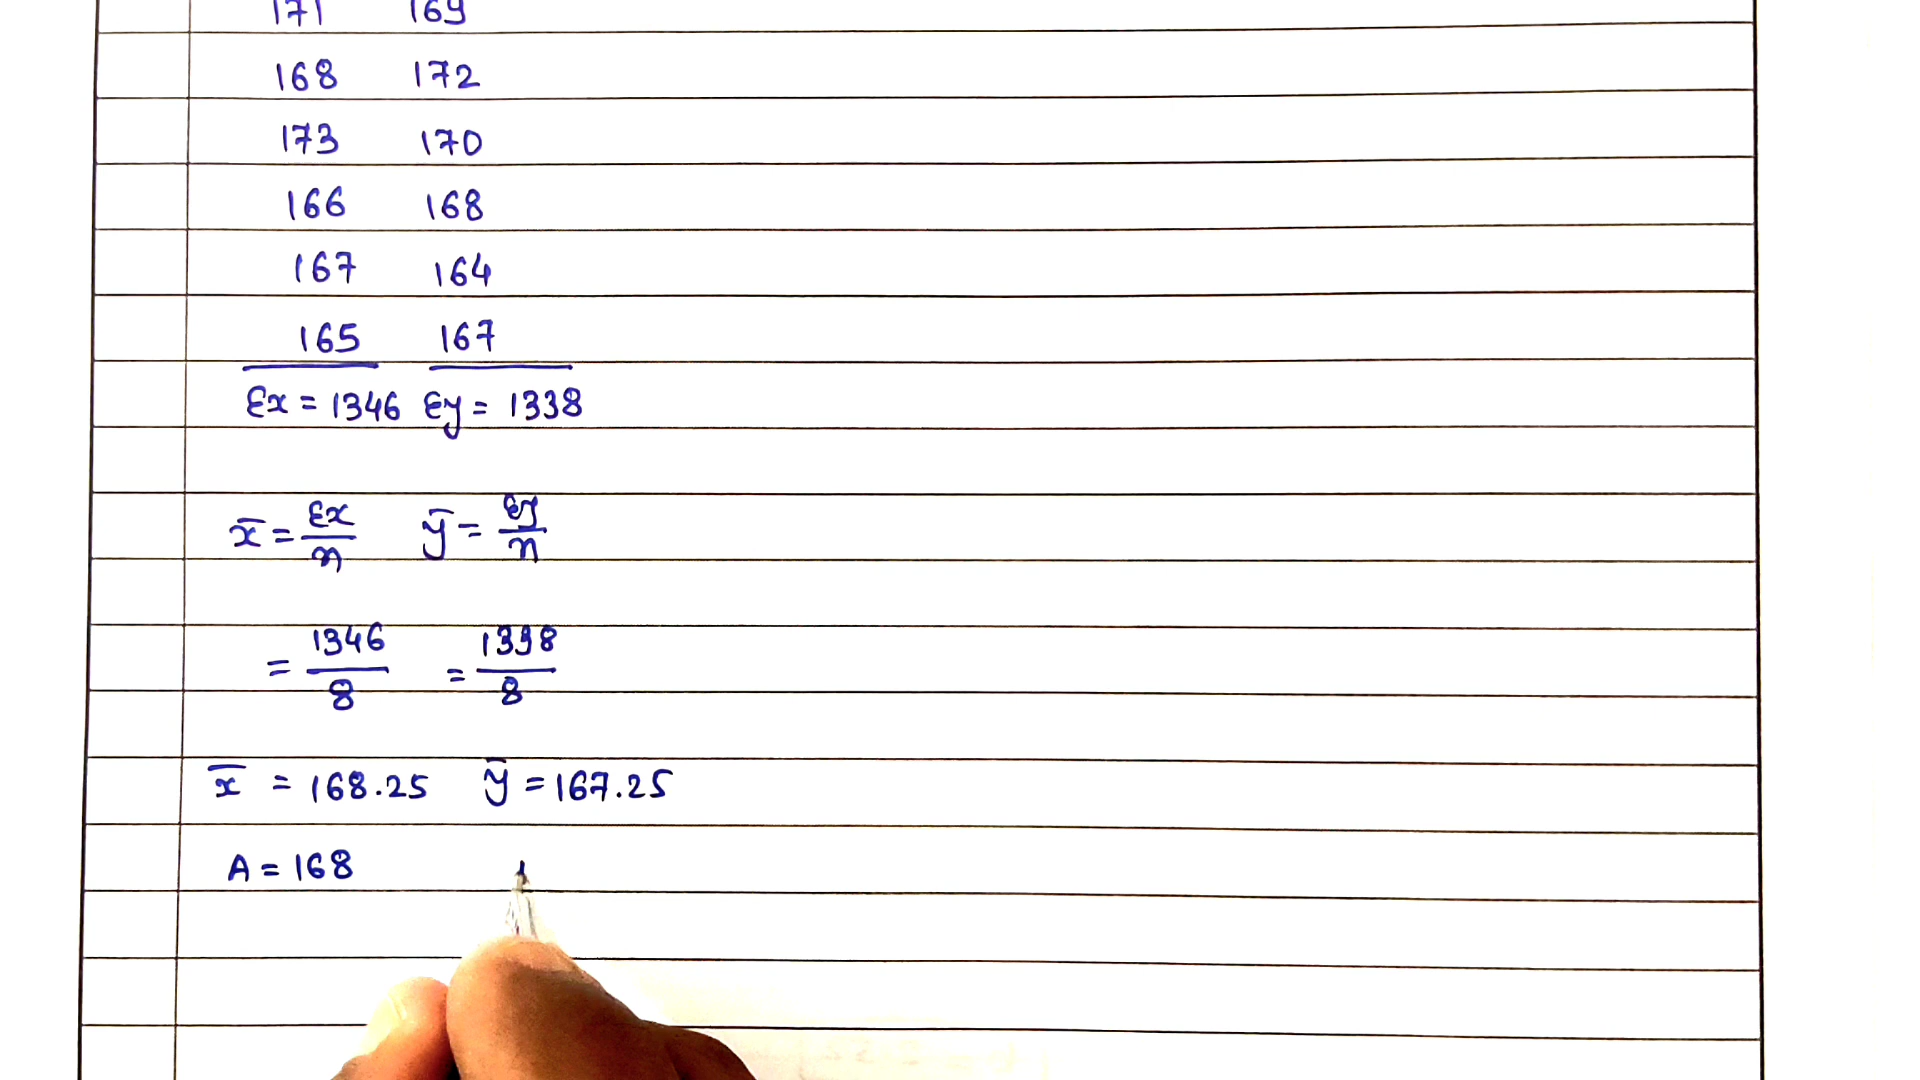 171 169
168 172
173 170
166 168
167 164
165 167
Σx = 1346 Σy = 1338
x̄ = Σx/n ȳ = Σy/n
= 1346/8 = 1338/8
x̄ = 168.25 ȳ = 167.25
A = 168